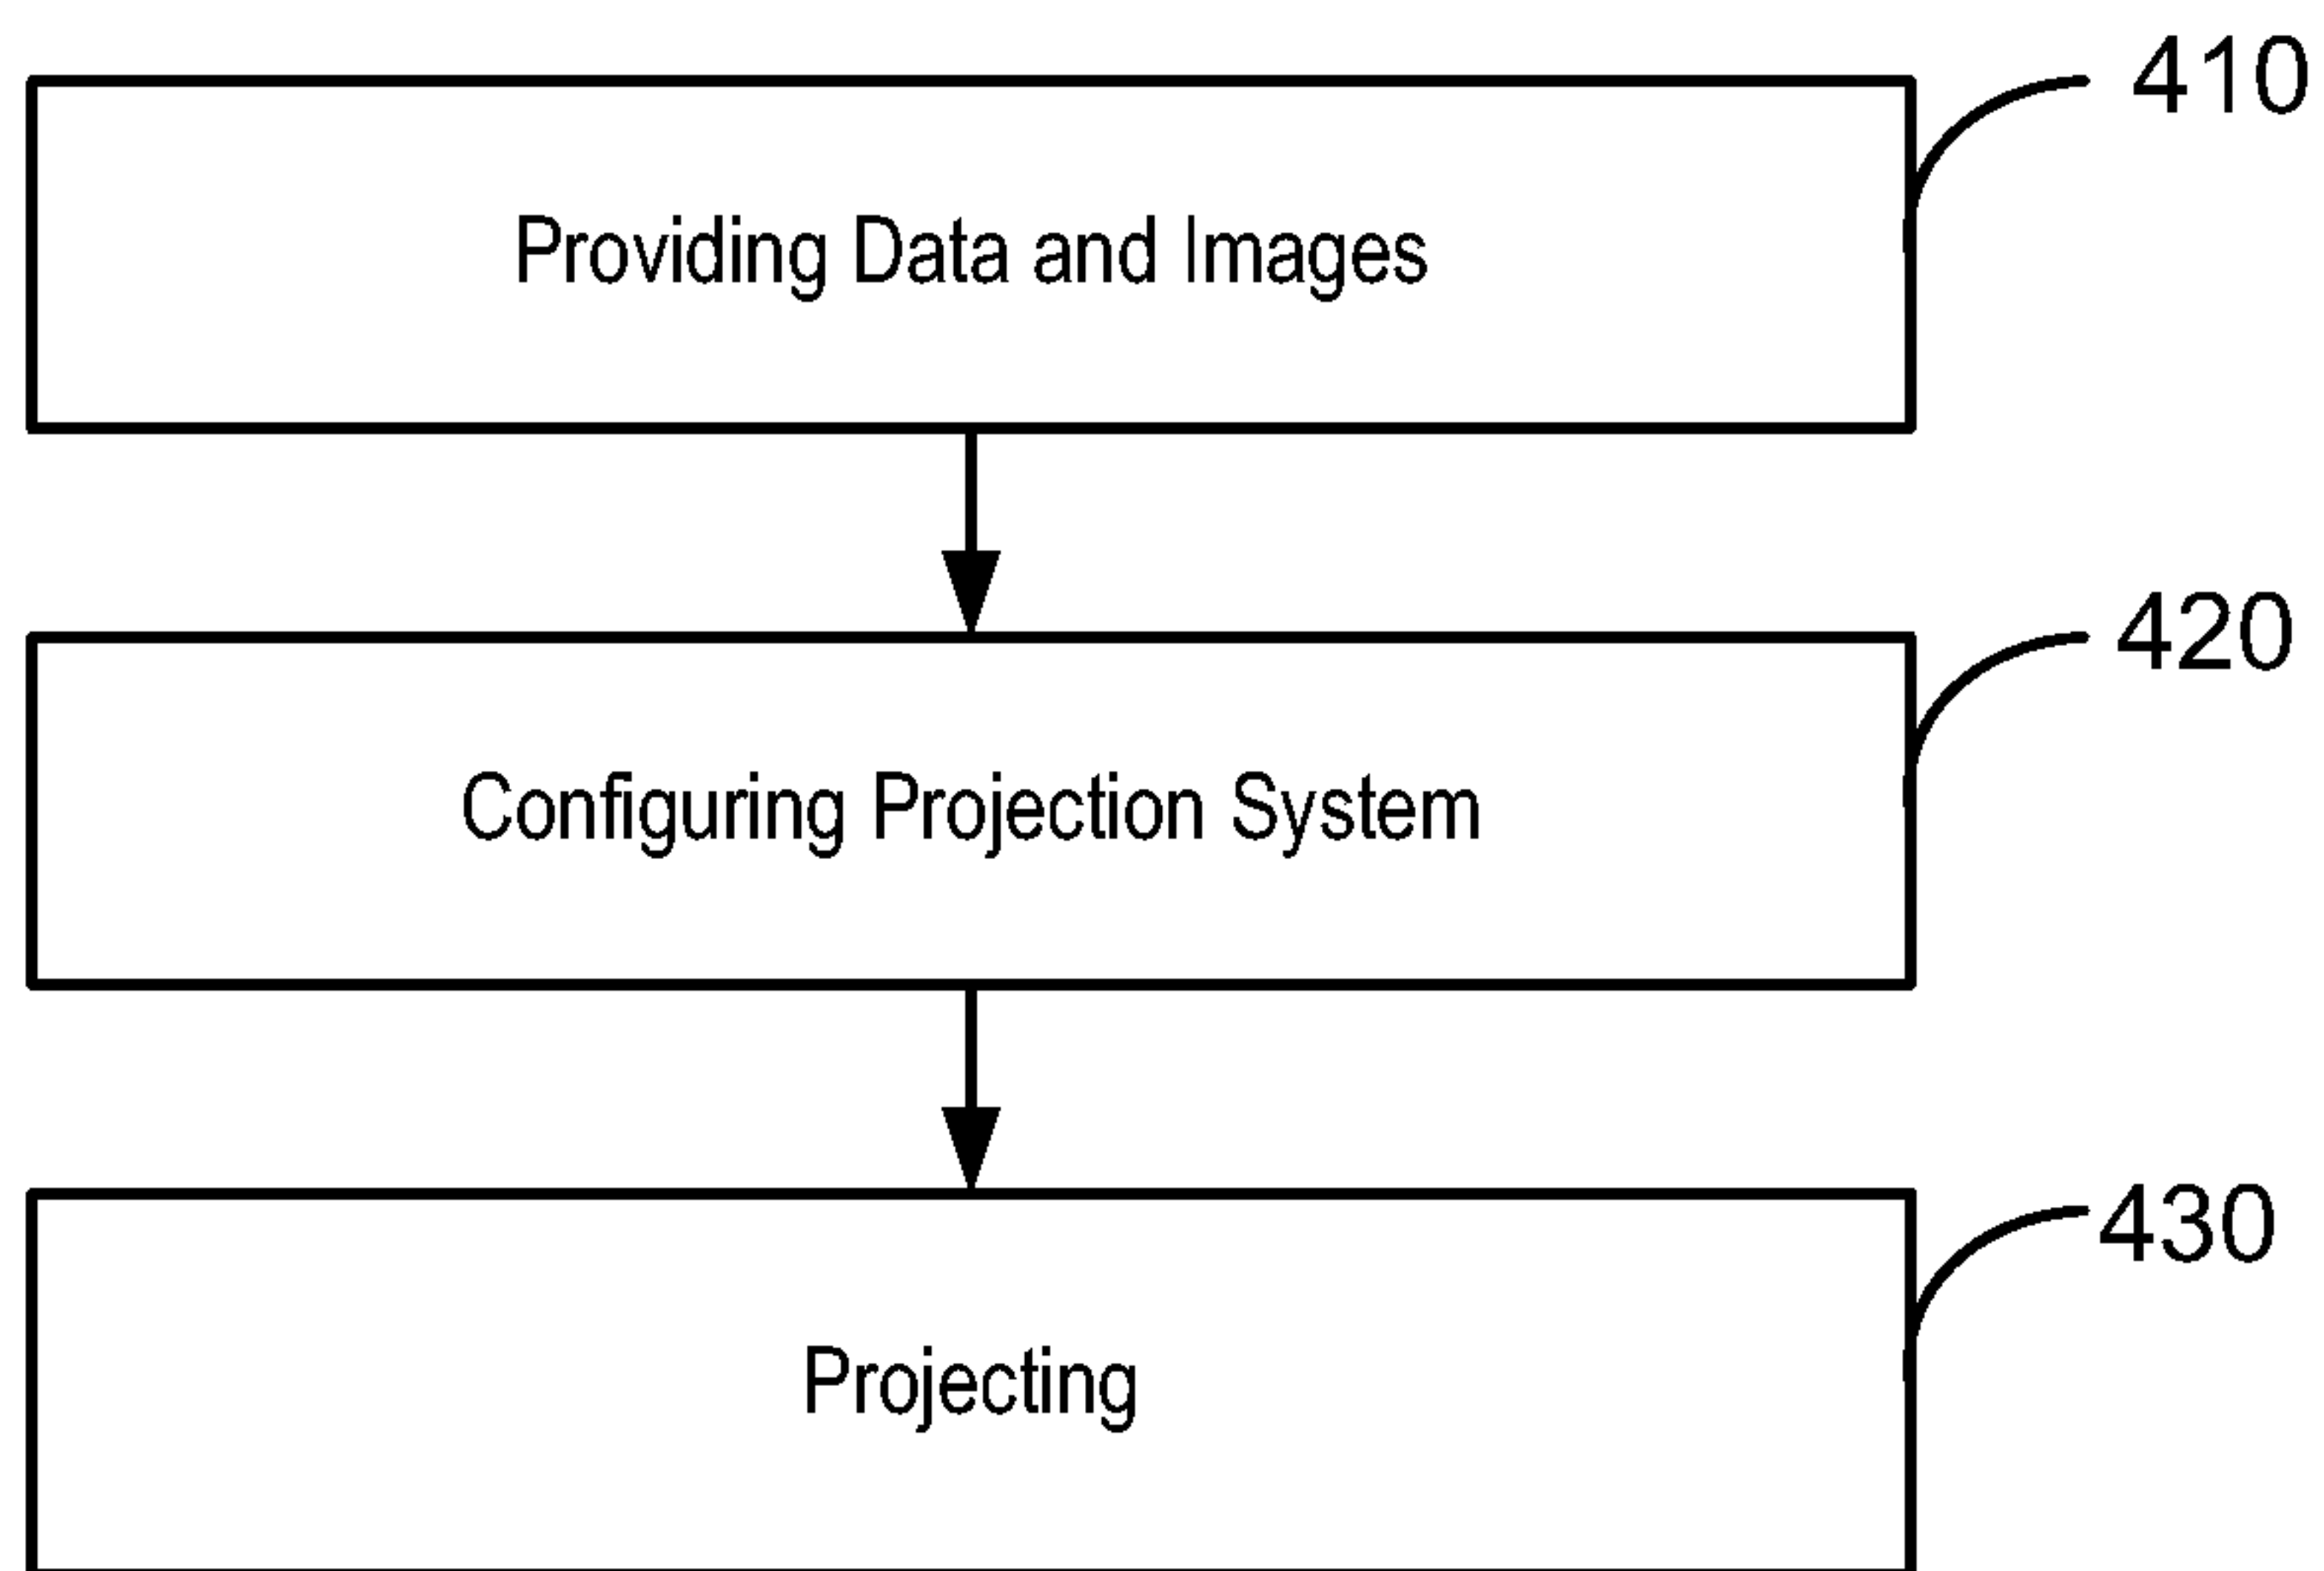 410
Providing Data and Images
420
Configuring Projection System
430
Projecting